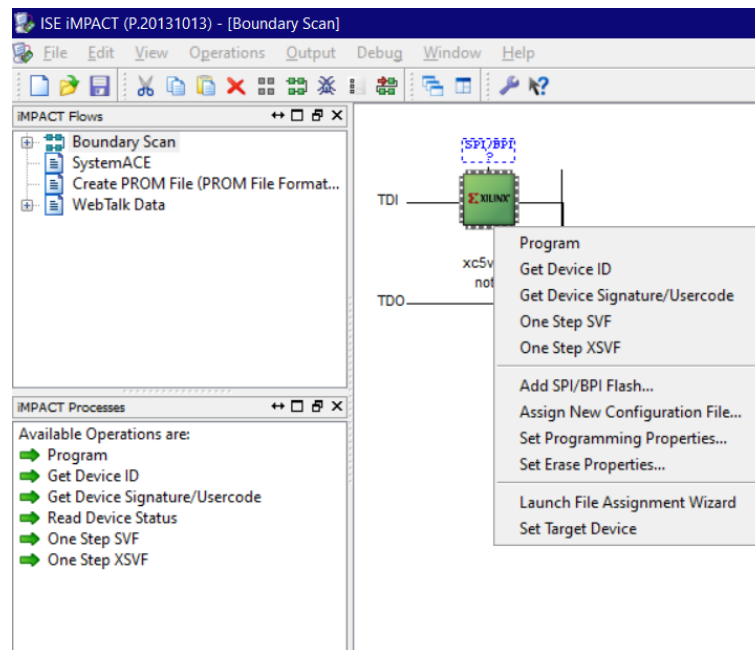 ISE iMPACT (P.20131013) - [Boundary Scan]
File Edit View Operations Output Debug Window Help
iMPACT Flows
Boundary Scan
SystemACE
Create PROM File (PROM File Format...
WebTalk Data
iMPACT Processes
Available Operations are:
Program
Get Device ID
Get Device Signature/Usercode
Read Device Status
One Step SVF
One Step XSVF
SPI/BPI
?
TDI
XILINX
xc5v
not
TDO
Program
Get Device ID
Get Device Signature/Usercode
One Step SVF
One Step XSVF
Add SPI/BPI Flash...
Assign New Configuration File...
Set Programming Properties...
Set Erase Properties...
Launch File Assignment Wizard
Set Target Device